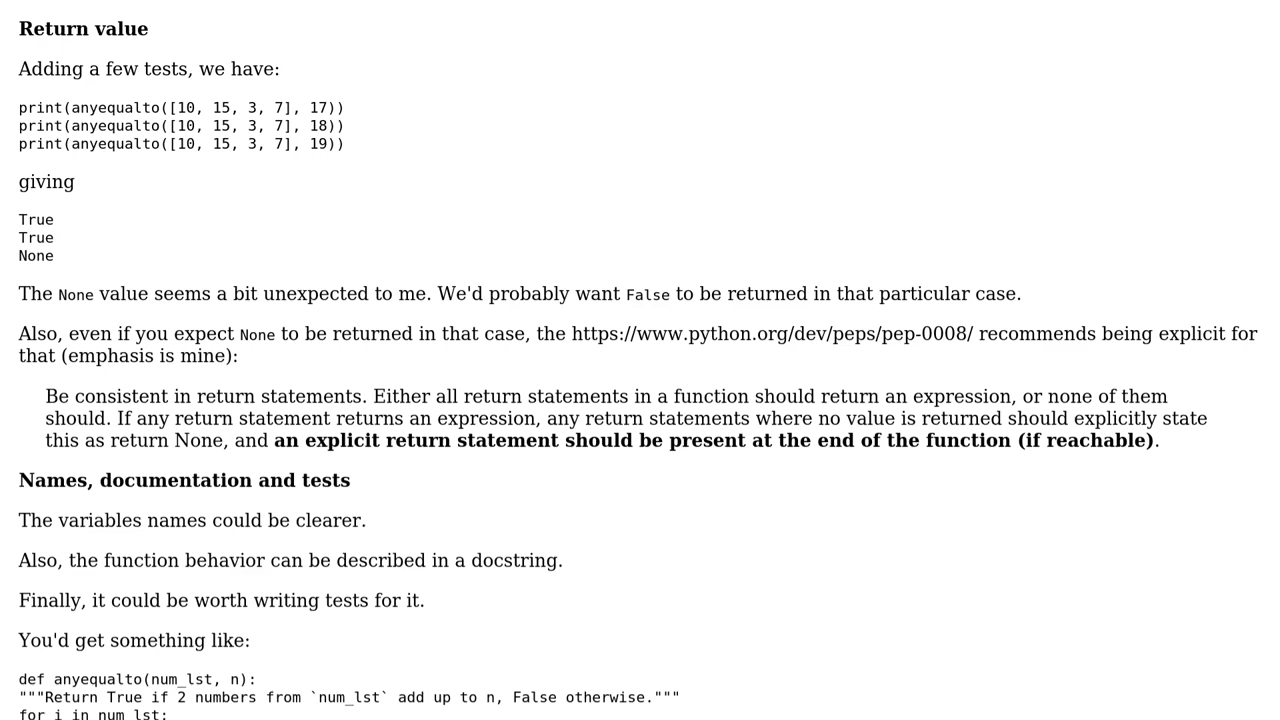 Return value
Adding a few tests, we have:
print(anyequalto([10, 15, 3, 7], 17))
print(anyequalto([10, 15, 3, 7], 18))
print(anyequalto([10, 15, 3, 7], 19))
giving
True
True
None
The None value seems a bit unexpected to me. We'd probably want False to be returned in that particular case.
Also, even if you expect None to be returned in that case, the https://www.python.org/dev/peps/pep-0008/ recommends being explicit for
that (emphasis is mine):
Be consistent in return statements. Either all return statements in a function should return an expression, or none of them
should. If any return statement returns an expression, any return statements where no value is returned should explicitly state
this as return None, and an explicit return statement should be present at the end of the function (if reachable).
Names, documentation and tests
The variables names could be clearer.
Also, the function behavior can be described in a docstring.
Finally, it could be worth writing tests for it.
You'd get something like:
def anyequalto(num_lst, n):
"""Return True if 2 numbers from `num_lst` add up to n, False otherwise."""
for i in num_lst: